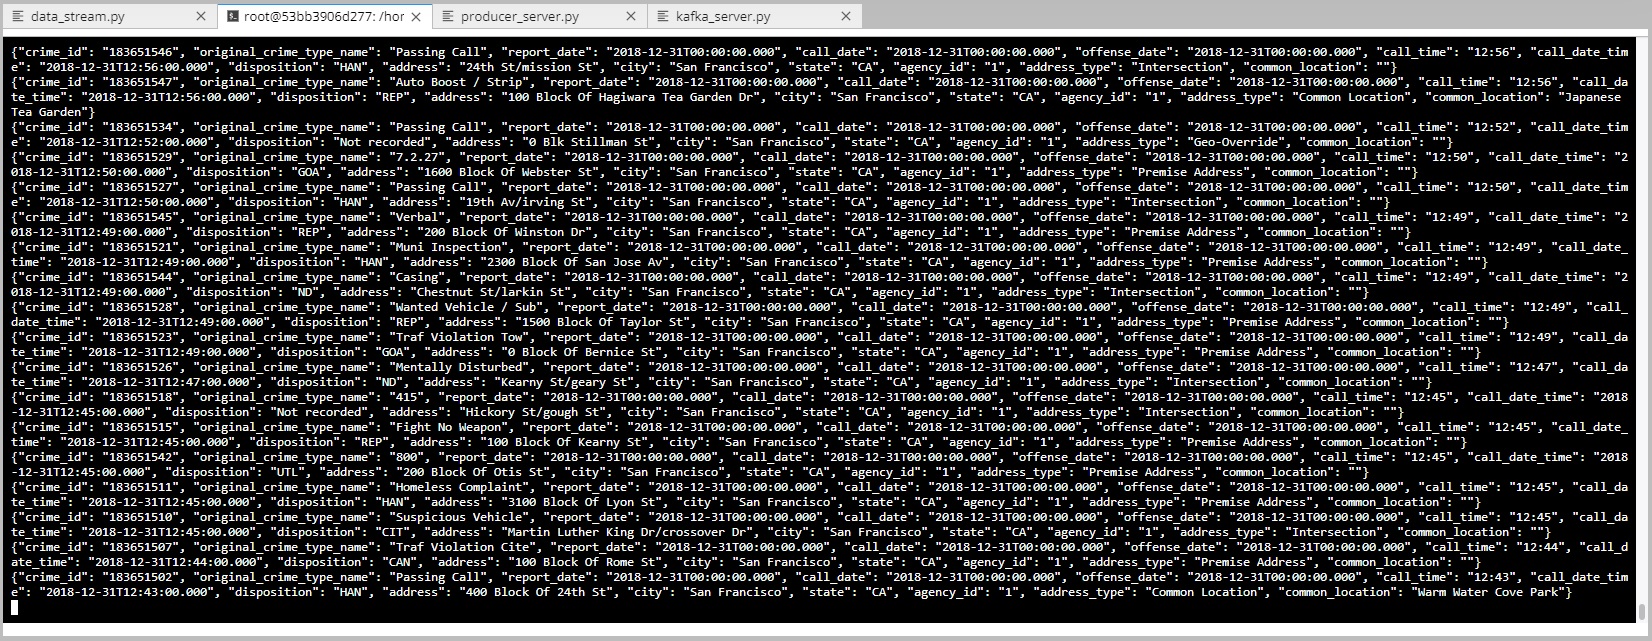 data_stream.py
root@53bb3906d277: /hor
producer_server.py
kafka_server.py
{"crime_id": "183651546", "original_crime_type_name": "Passing Call", "report_date": "2018-12-31T00:00:00.000", "call_date": "2018-12-31T00:00:00.000", "offense_date": "2018-12-31T00:00:00.000", "call_time": "12:56", "call_date_tim
e": "2018-12-31T12:56:00.000", "disposition": "HAN", "address": "24th St/mission St", "city": "San Francisco", "state": "CA", "agency_id": "1", "address_type": "Intersection", "common_location": ""}
{"crime_id": "183651547", "original_crime_type_name": "Auto Boost / Strip", "report_date": "2018-12-31T00:00:00.000", "call_date": "2018-12-31T00:00:00.000", "offense_date": "2018-12-31T00:00:00.000", "call_time": "12:56", "call_da
te_time": "2018-12-31T12:56:00.000", "disposition": "REP", "address": "100 Block Of Hagiwara Tea Garden Dr", "city": "San Francisco", "state": "CA", "agency_id": "1", "address_type": "Common Location", "common_location": "Japanese
Tea Garden"}
{"crime_id": "183651534", "original_crime_type_name": "Passing Call", "report_date": "2018-12-31T00:00:00.000", "call_date": "2018-12-31T00:00:00.000", "offense_date": "2018-12-31T00:00:00.000", "call_time": "12:52", "call_date_tim
e": "2018-12-31T12:52:00.000", "disposition": "Not recorded", "address": "0 Blk Stillman St", "city": "San Francisco", "state": "CA", "agency_id": "1", "address_type": "Geo-Override", "common_location": ""}
{"crime_id": "183651529", "original_crime_type_name": "7.2.27", "report_date": "2018-12-31T00:00:00.000", "call_date": "2018-12-31T00:00:00.000", "offense_date": "2018-12-31T00:00:00.000", "call_time": "12:50", "call_date_time": "2
018-12-31T12:50:00.000", "disposition": "GOA", "address": "1600 Block Of Webster St", "city": "San Francisco", "state": "CA", "agency_id": "1", "address_type": "Premise Address", "common_location": ""}
{"crime_id": "183651527", "original_crime_type_name": "Passing Call", "report_date": "2018-12-31T00:00:00.000", "call_date": "2018-12-31T00:00:00.000", "offense_date": "2018-12-31T00:00:00.000", "call_time": "12:50", "call_date_tim
e": "2018-12-31T12:50:00.000", "disposition": "HAN", "address": "19th Av/irving St", "city": "San Francisco", "state": "CA", "agency_id": "1", "address_type": "Intersection", "common_location": ""}
{"crime_id": "183651545", "original_crime_type_name": "Verbal", "report_date": "2018-12-31T00:00:00.000", "call_date": "2018-12-31T00:00:00.000", "offense_date": "2018-12-31T00:00:00.000", "call_time": "12:49", "call_date_time": "2
018-12-31T12:49:00.000", "disposition": "REP", "address": "200 Block Of Winston Dr", "city": "San Francisco", "state": "CA", "agency_id": "1", "address_type": "Premise Address", "common_location": ""}
{"crime_id": "183651521", "original_crime_type_name": "Muni Inspection", "report_date": "2018-12-31T00:00:00.000", "call_date": "2018-12-31T00:00:00.000", "offense_date": "2018-12-31T00:00:00.000", "call_time": "12:49", "call_date_
time": "2018-12-31T12:49:00.000", "disposition": "HAN", "address": "2300 Block Of San Jose Av", "city": "San Francisco", "state": "CA", "agency_id": "1", "address_type": "Premise Address", "common_location": ""}
{"crime_id": "183651544", "original_crime_type_name": "Casing", "report_date": "2018-12-31T00:00:00.000", "call_date": "2018-12-31T00:00:00.000", "offense_date": "2018-12-31T00:00:00.000", "call_time": "12:49", "call_date_time": "2
018-12-31T12:49:00.000", "disposition": "ND", "address": "Chestnut St/larkin St", "city": "San Francisco", "state": "CA", "agency_id": "1", "address_type": "Intersection", "common_location": ""}
{"crime_id": "183651528", "original_crime_type_name": "Wanted Vehicle / Sub", "report_date": "2018-12-31T00:00:00.000", "call_date": "2018-12-31T00:00:00.000", "offense_date": "2018-12-31T00:00:00.000", "call_time": "12:49", "call_
date_time": "2018-12-31T12:49:00.000", "disposition": "REP", "address": "1500 Block Of Taylor St", "city": "San Francisco", "state": "CA", "agency_id": "1", "address_type": "Premise Address", "common_location": ""}
{"crime_id": "183651523", "original_crime_type_name": "Traf Violation Tow", "report_date": "2018-12-31T00:00:00.000", "call_date": "2018-12-31T00:00:00.000", "offense_date": "2018-12-31T00:00:00.000", "call_time": "12:49", "call_da
te_time": "2018-12-31T12:49:00.000", "disposition": "GOA", "address": "0 Block Of Bernice St", "city": "San Francisco", "state": "CA", "agency_id": "1", "address_type": "Premise Address", "common_location": ""}
{"crime_id": "183651526", "original_crime_type_name": "Mentally Disturbed", "report_date": "2018-12-31T00:00:00.000", "call_date": "2018-12-31T00:00:00.000", "offense_date": "2018-12-31T00:00:00.000", "call_time": "12:47", "call_da
te_time": "2018-12-31T12:47:00.000", "disposition": "ND", "address": "Kearny St/geary St", "city": "San Francisco", "state": "CA", "agency_id": "1", "address_type": "Intersection", "common_location": ""}
{"crime_id": "183651518", "original_crime_type_name": "415", "report_date": "2018-12-31T00:00:00.000", "call_date": "2018-12-31T00:00:00.000", "offense_date": "2018-12-31T00:00:00.000", "call_time": "12:45", "call_date_time": "2018
-12-31T12:45:00.000", "disposition": "Not recorded", "address": "Hickory St/gough St", "city": "San Francisco", "state": "CA", "agency_id": "1", "address_type": "Intersection", "common_location": ""}
{"crime_id": "183651515", "original_crime_type_name": "Fight No Weapon", "report_date": "2018-12-31T00:00:00.000", "call_date": "2018-12-31T00:00:00.000", "offense_date": "2018-12-31T00:00:00.000", "call_time": "12:45", "call_date_
time": "2018-12-31T12:45:00.000", "disposition": "REP", "address": "100 Block Of Kearny St", "city": "San Francisco", "state": "CA", "agency_id": "1", "address_type": "Premise Address", "common_location": ""}
{"crime_id": "183651542", "original_crime_type_name": "800", "report_date": "2018-12-31T00:00:00.000", "call_date": "2018-12-31T00:00:00.000", "offense_date": "2018-12-31T00:00:00.000", "call_time": "12:45", "call_date_time": "2018
-12-31T12:45:00.000", "disposition": "UTL", "address": "200 Block Of Otis St", "city": "San Francisco", "state": "CA", "agency_id": "1", "address_type": "Premise Address", "common_location": ""}
{"crime_id": "183651511", "original_crime_type_name": "Homeless Complaint", "report_date": "2018-12-31T00:00:00.000", "call_date": "2018-12-31T00:00:00.000", "offense_date": "2018-12-31T00:00:00.000", "call_time": "12:45", "call_da
te_time": "2018-12-31T12:45:00.000", "disposition": "HAN", "address": "3100 Block Of Lyon St", "city": "San Francisco", "state": "CA", "agency_id": "1", "address_type": "Premise Address", "common_location": ""}
{"crime_id": "183651510", "original_crime_type_name": "Suspicious Vehicle", "report_date": "2018-12-31T00:00:00.000", "call_date": "2018-12-31T00:00:00.000", "offense_date": "2018-12-31T00:00:00.000", "call_time": "12:45", "call_da
te_time": "2018-12-31T12:45:00.000", "disposition": "CIT", "address": "Martin Luther King Dr/crossover Dr", "city": "San Francisco", "state": "CA", "agency_id": "1", "address_type": "Intersection", "common_location": ""}
{"crime_id": "183651507", "original_crime_type_name": "Traf Violation Cite", "report_date": "2018-12-31T00:00:00.000", "call_date": "2018-12-31T00:00:00.000", "offense_date": "2018-12-31T00:00:00.000", "call_time": "12:44", "call_d
ate_time": "2018-12-31T12:44:00.000", "disposition": "CAN", "address": "100 Block Of Rome St", "city": "San Francisco", "state": "CA", "agency_id": "1", "address_type": "Premise Address", "common_location": ""}
{"crime_id": "183651502", "original_crime_type_name": "Passing Call", "report_date": "2018-12-31T00:00:00.000", "call_date": "2018-12-31T00:00:00.000", "offense_date": "2018-12-31T00:00:00.000", "call_time": "12:43", "call_date_tim
e": "2018-12-31T12:43:00.000", "disposition": "HAN", "address": "400 Block Of 24th St", "city": "San Francisco", "state": "CA", "agency_id": "1", "address_type": "Common Location", "common_location": "Warm Water Cove Park"}